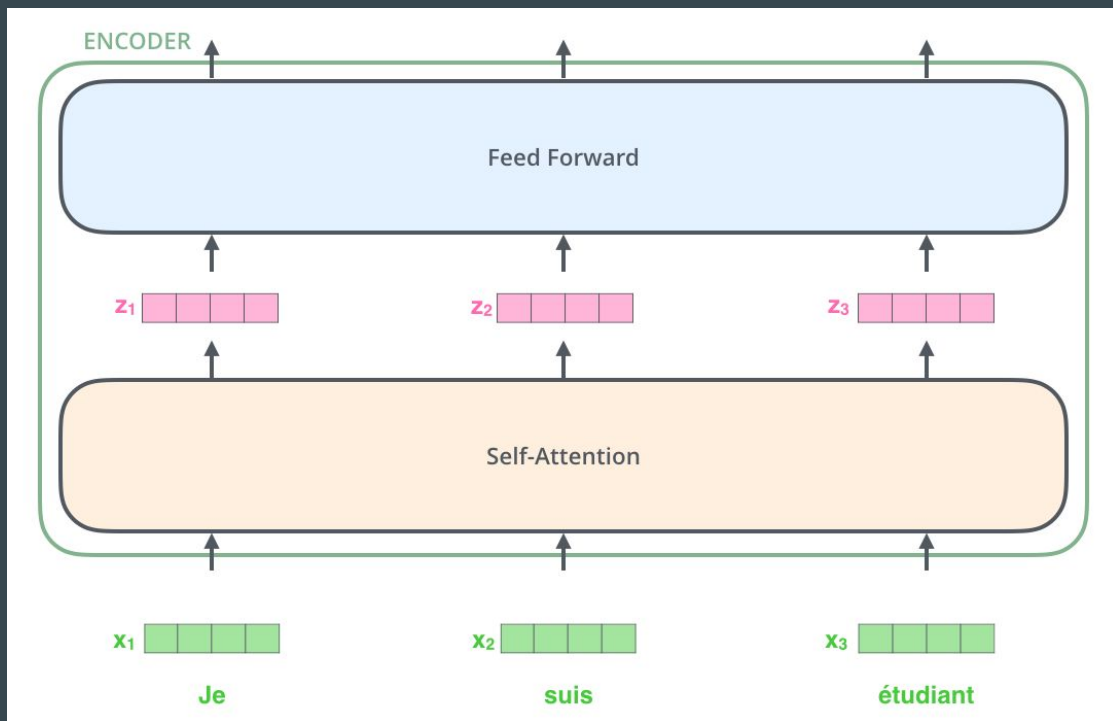 ENCODER
Feed Forward
z₁ z₂ z₃
Self-Attention
x₁ x₂ x₃
Je suis étudiant